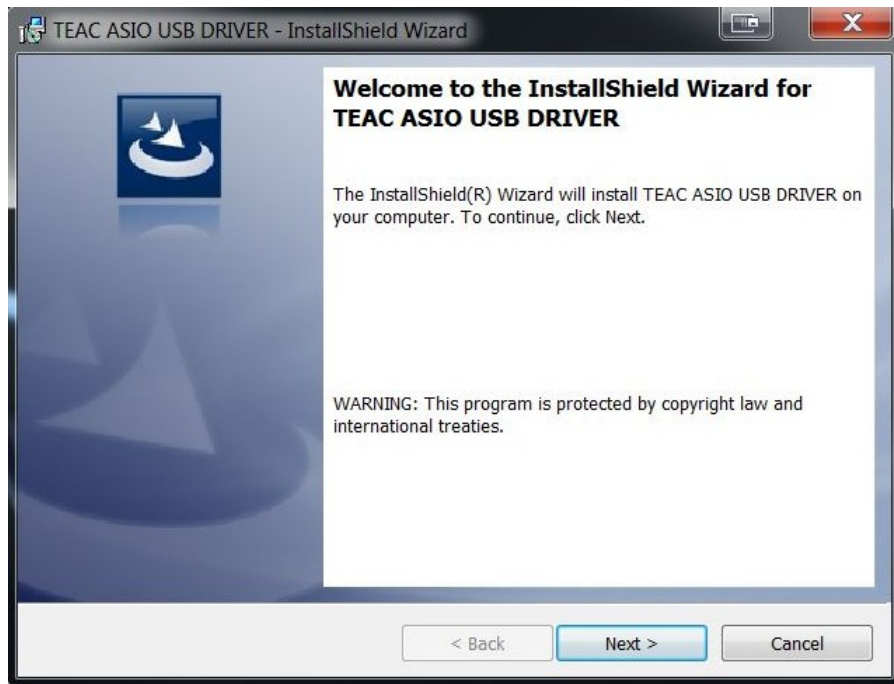 TEAC ASIO USB DRIVER - InstallShield Wizard
Welcome to the InstallShield Wizard for
TEAC ASIO USB DRIVER
The InstallShield(R) Wizard will install TEAC ASIO USB DRIVER on
your computer. To continue, click Next.
WARNING: This program is protected by copyright law and
international treaties.
< Back
Next >
Cancel